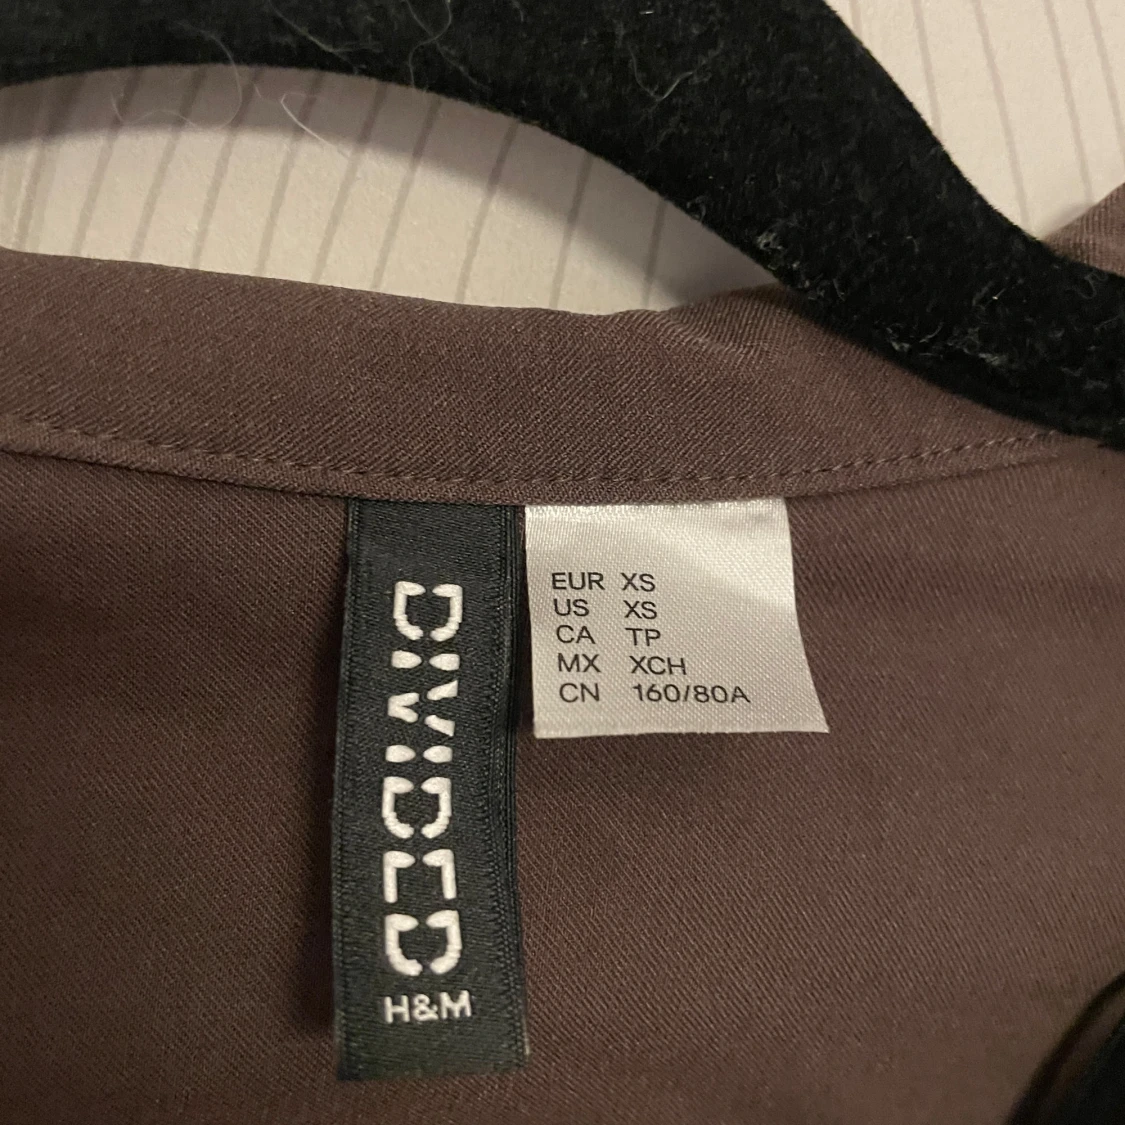 DIVIDED
H&M
EUR XS
US XS
CA TP
MX XCH
CN 160/80A